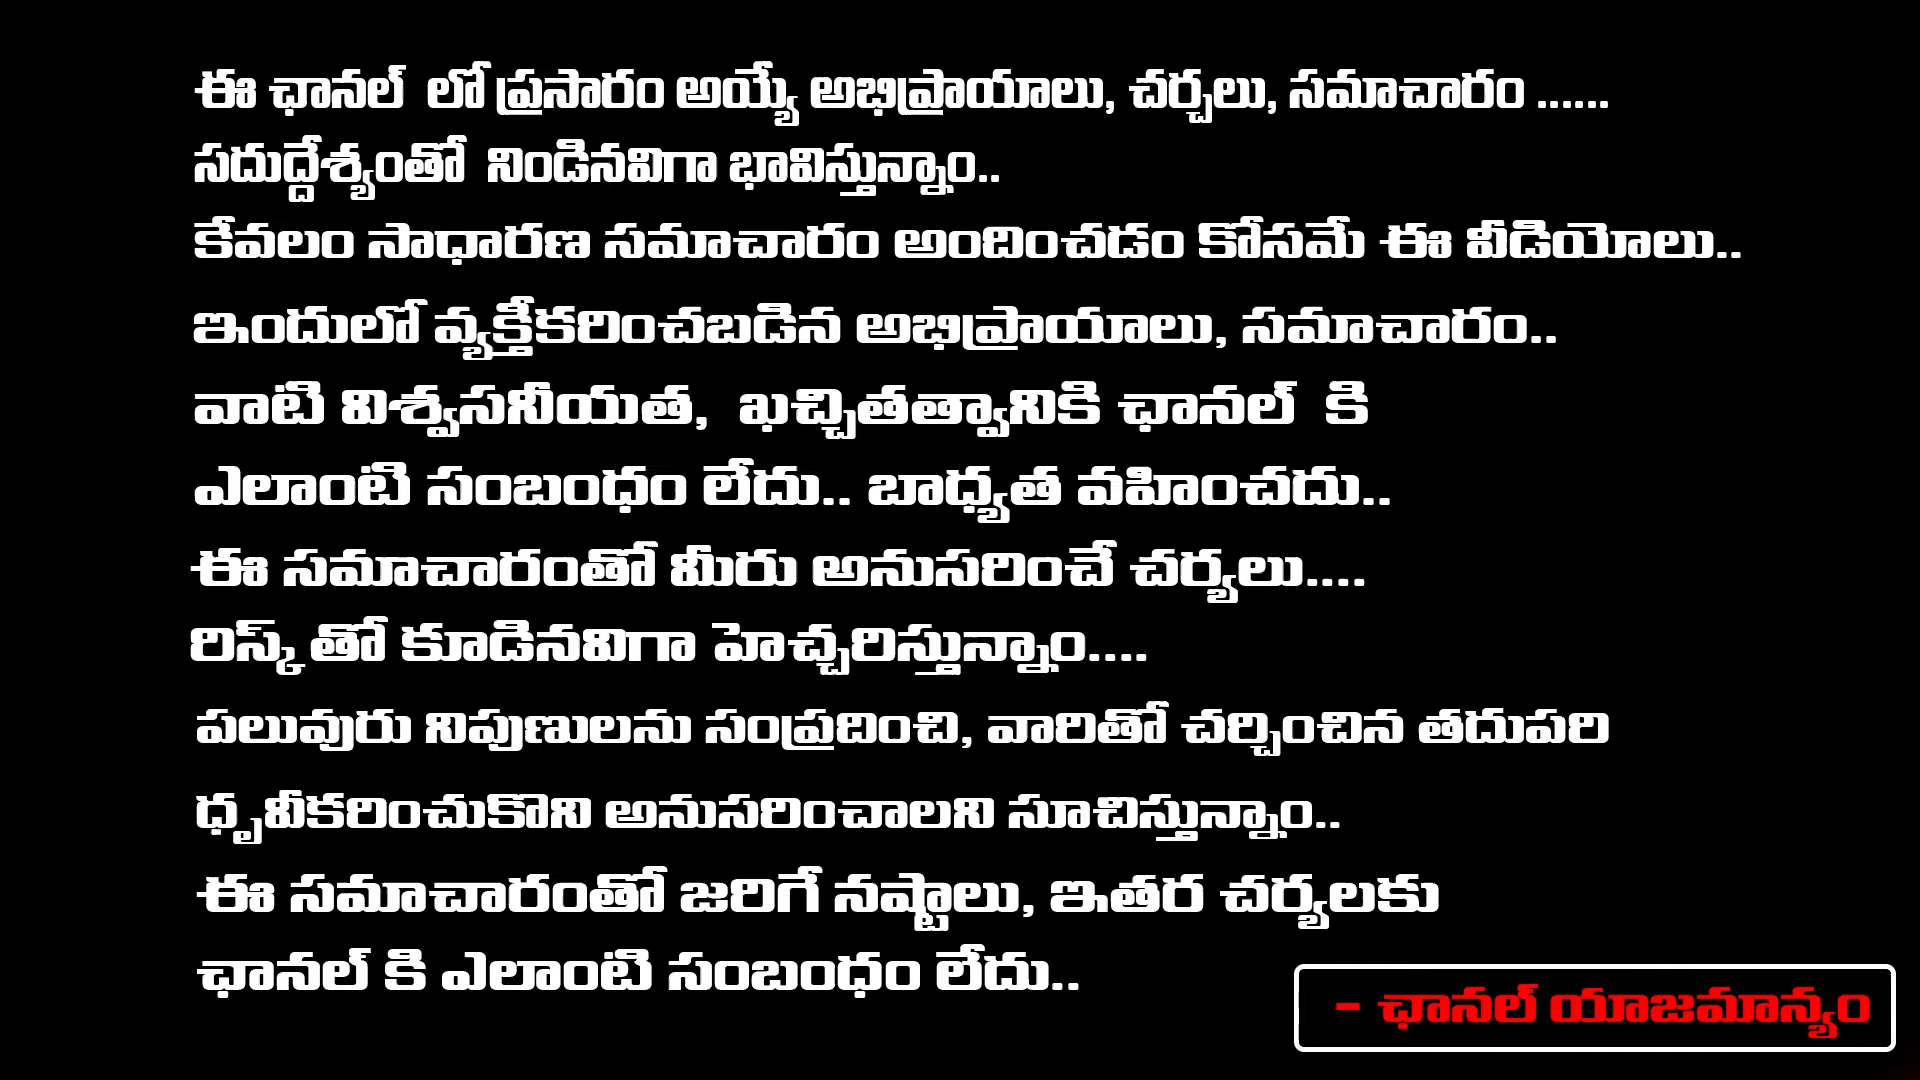 ఈ ఛానల్ లో ప్రసారం అయ్యే అభిప్రాయాలు, చర్చలు, సమాచారం ......
సదుద్దేశ్యంతో నిండినవిగా భావిస్తున్నాం..
కేవలం సాధారణ సమాచారం అందించడం కోసమే ఈ వీడియోలు..
ఇందులో వ్యక్తీకరించబడిన అభిప్రాయాలు, సమాచారం..
వాటి విశ్వసనీయత, ఖచ్చితత్వానికి ఛానల్ కి
ఎలాంటి సంబంధం లేదు.. బాధ్యత వహించదు..
ఈ సమాచారంతో మీరు అనుసరించే చర్యలు....
రిస్క్ తో కూడినవిగా హెచ్చరిస్తున్నాం....
పలువురు నిపుణులను సంప్రదించి, వారితో చర్చించిన తదుపరి
ధృవీకరించుకొని అనుసరించాలని సూచిస్తున్నాం..
ఈ సమాచారంతో జరిగే నష్టాలు, ఇతర చర్యలకు
ఛానల్ కి ఎలాంటి సంబంధం లేదు..
- ఛానల్ యాజమాన్యం